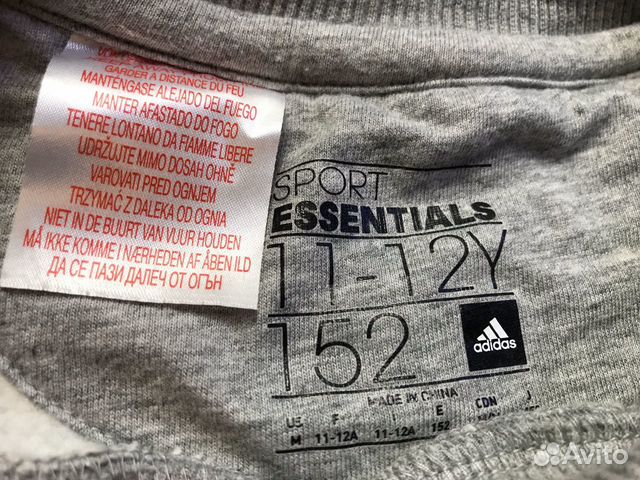 GARDER A DISTANCE DU FEU
MANTÉNGASE ALEJADO DEL FUEGO
MANTER AFASTADO DO FOGO
TENERE LONTANO DA FIAMME LIBERE
UDRŽUJTE MIMO DOSAH OHNĚ
VAROVATI PRED OGNJEM
TRZYMAĆ Z DALEKA OD OGNIA
NIET IN DE BUURT VAN VUUR HOUDEN
MÅ IKKE KOMME I NÆRHEDEN AF ÅBEN ILD
ДА СЕ ПАЗИ ДАЛЕЧ ОТ ОГЪН
SPORT
ESSENTIALS
11-12Y
152
adidas
MADE IN CHINA
US F E CDN J
M 11-12A 11-12A 152
Avito